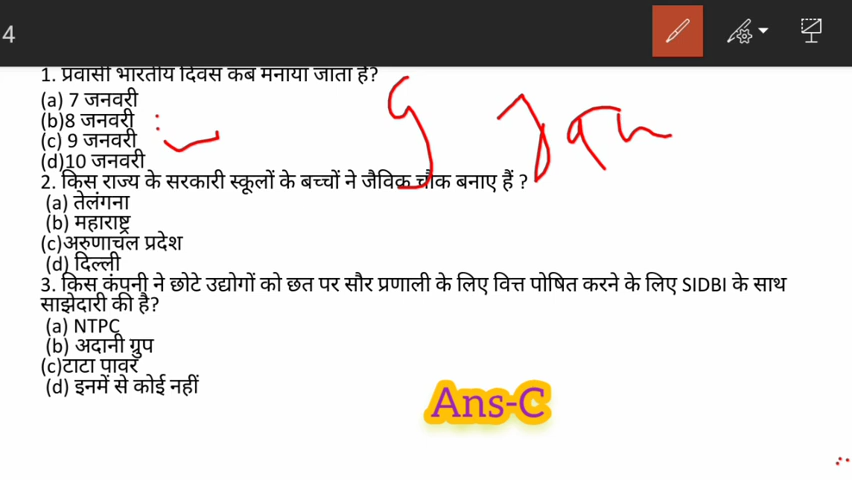 4
1. प्रवासी भारतीय दिवस कब मनाया जाता है?
(a) 7 जनवरी
(b)8 जनवरी
(c) 9 जनवरी
(d)10 जनवरी
9 Jan
2. किस राज्य के सरकारी स्कूलों के बच्चों ने जैविक चौक बनाए हैं ?
(a) तेलंगना
(b) महाराष्ट्र
(c)अरुणाचल प्रदेश
(d) दिल्ली
3. किस कंपनी ने छोटे उद्योगों को छत पर सौर प्रणाली के लिए वित्त पोषित करने के लिए SIDBI के साथ
साझेदारी की है?
(a) NTPC
(b) अदानी ग्रुप
(c)टाटा पावर
(d) इनमें से कोई नहीं
Ans-C